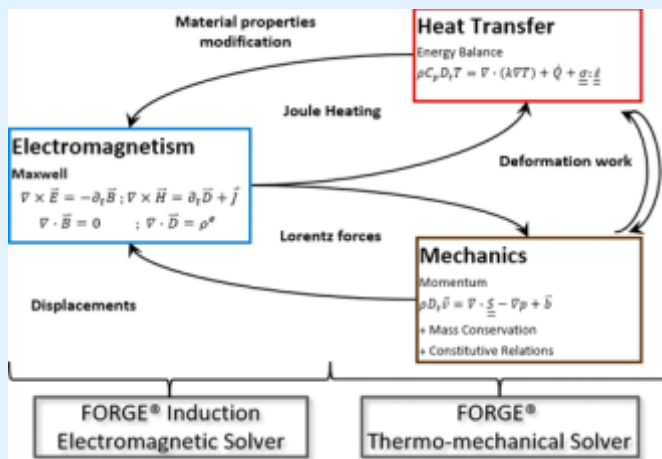 Material properties
modification
Heat Transfer
Energy Balance
ρC_p D_t T = ∇ · (k∇T) + Q̇ + σ̳: ε̳̇
Joule Heating
Electromagnetism
Maxwell
∇ × E⃗ = −∂_t B⃗ ; ∇ × H⃗ = ∂_t D⃗ + J⃗
∇ · B⃗ = 0 ; ∇ · D⃗ = ρᵉ
Deformation work
Lorentz forces
Mechanics
Momentum
ρD_t v⃗ = ∇ · S̳ − ∇p + b⃗
+ Mass Conservation
+ Constitutive Relations
Displacements
FORGE® Induction
Electromagnetic Solver
FORGE®
Thermo-mechanical Solver